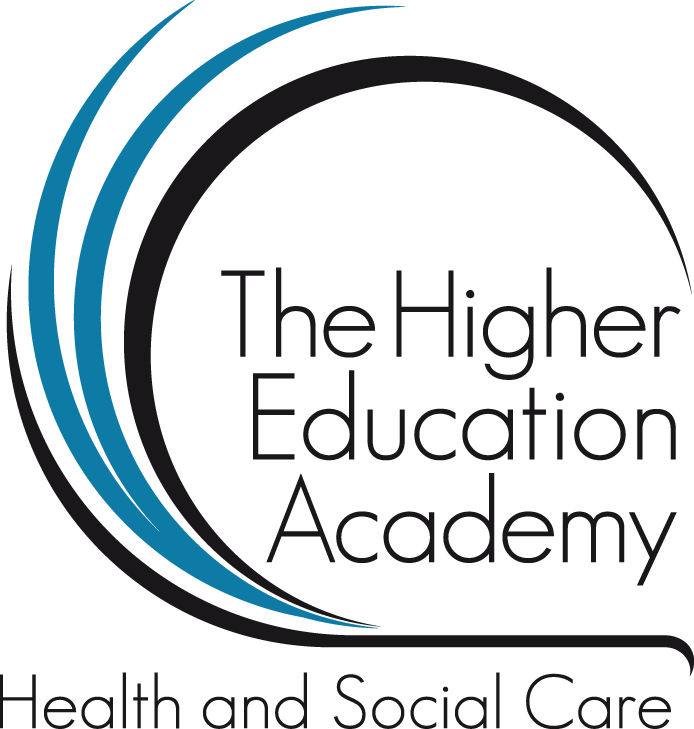 The Higher
Education
Academy
Health and Social Care